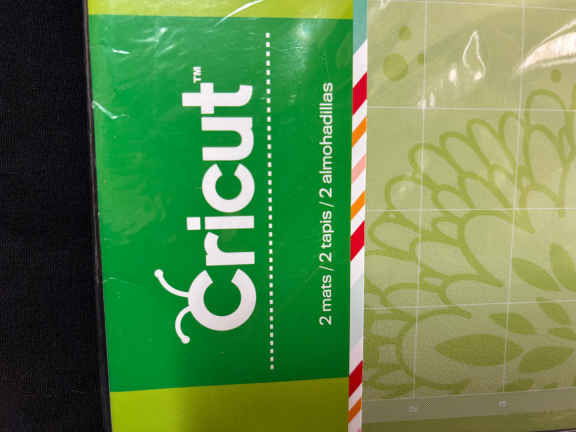 Cricut™
2 mats / 2 tapis / 2 almohadillas